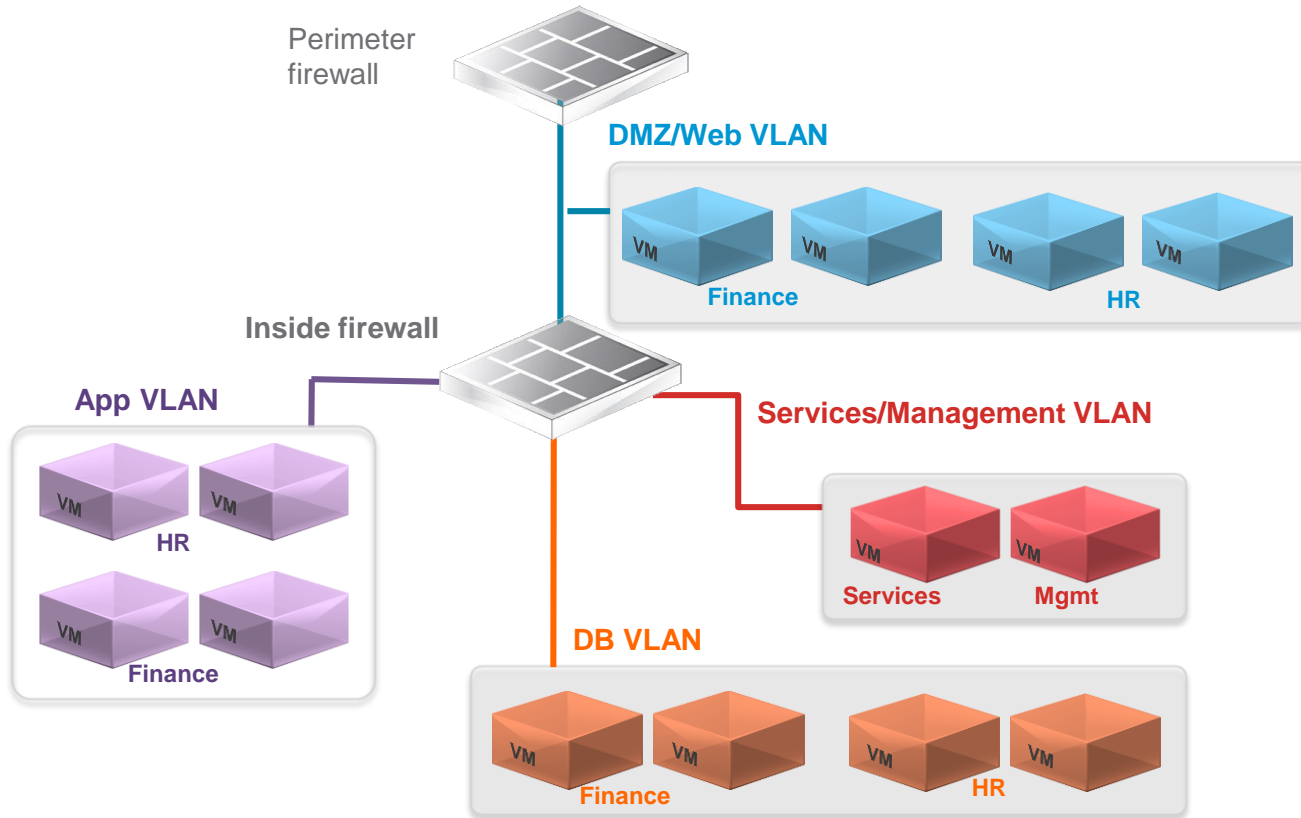 Perimeter
firewall
DMZ/Web VLAN
VM
VM
VM
VM
Finance
HR
Inside firewall
App VLAN
VM
VM
HR
VM
VM
Finance
Services/Management VLAN
VM
VM
Services
Mgmt
DB VLAN
VM
VM
VM
VM
Finance
HR